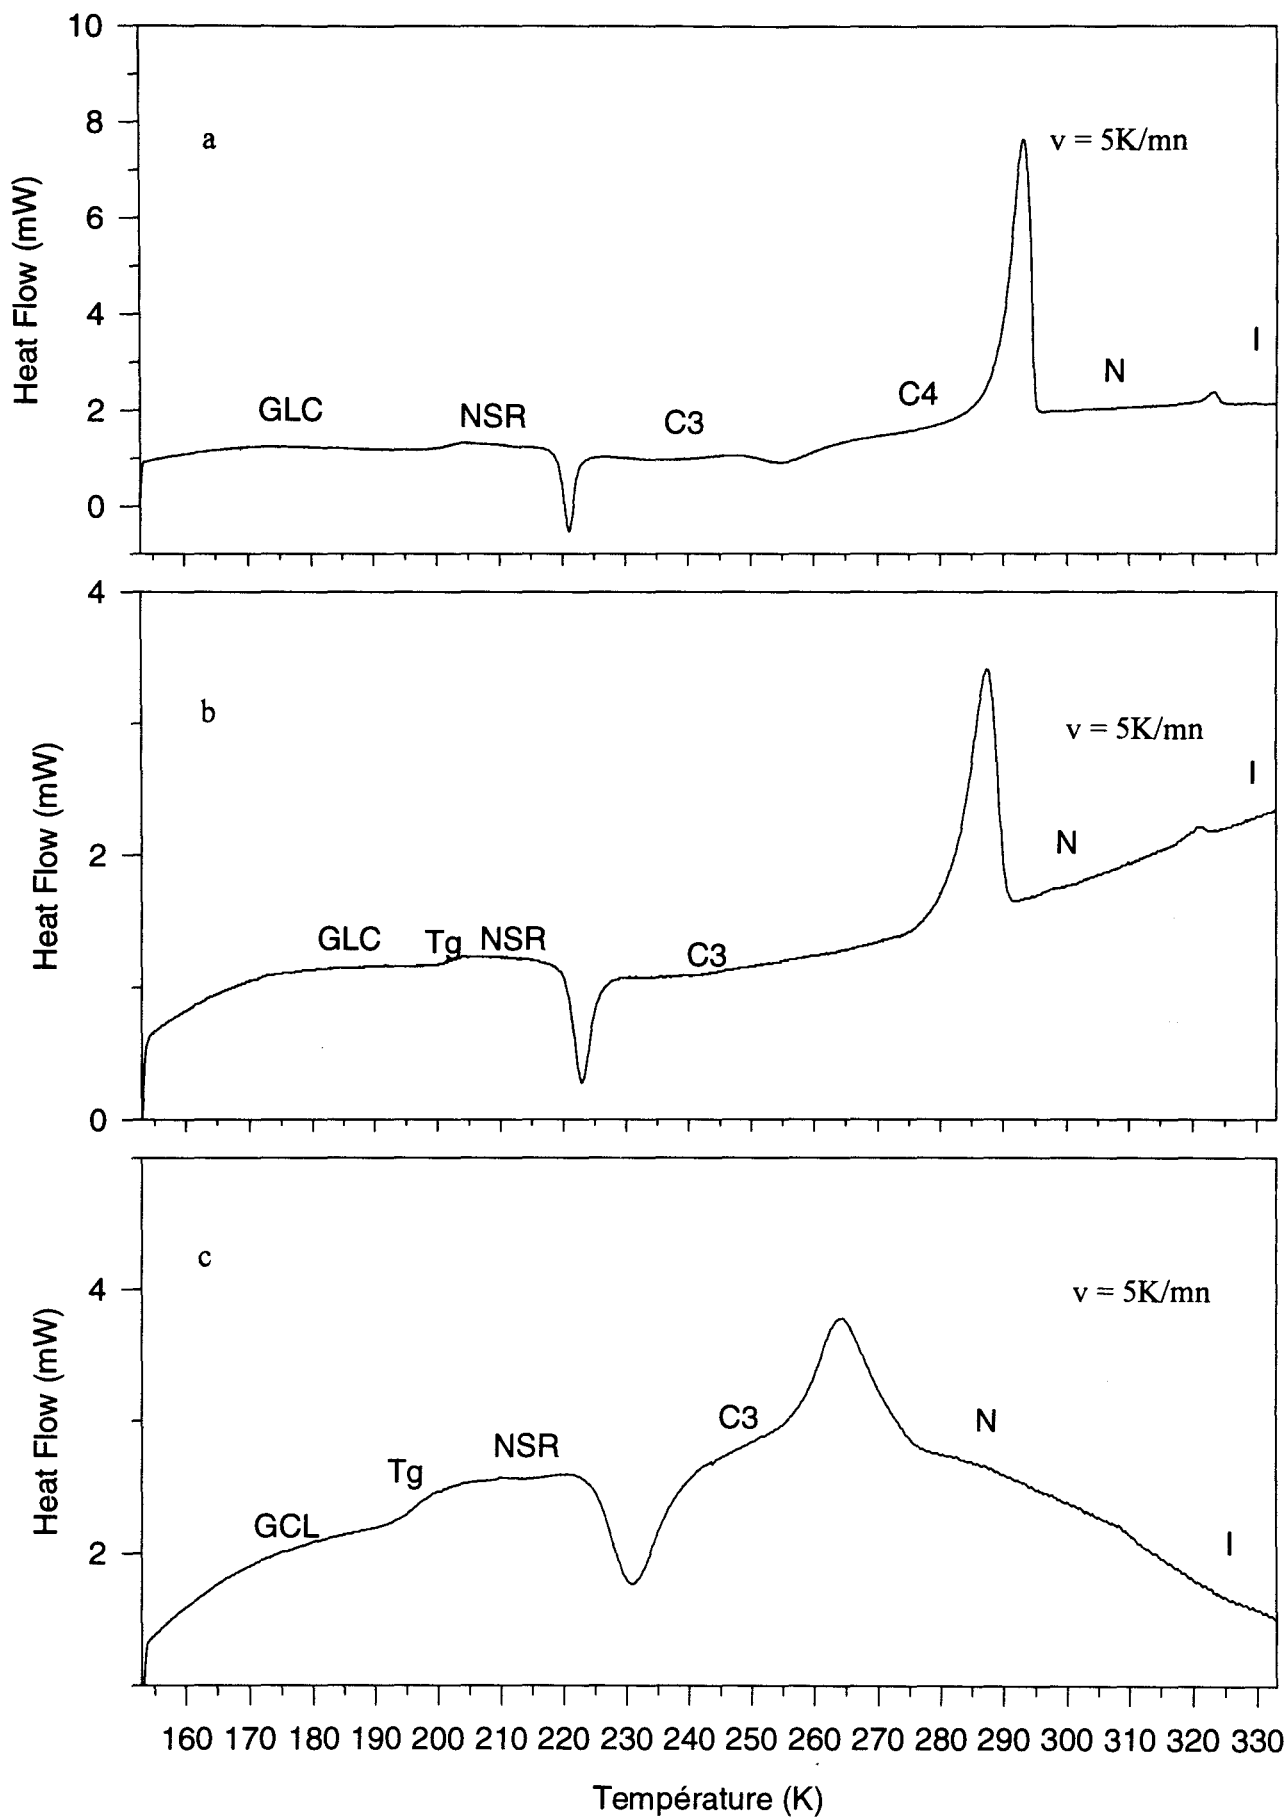 10
8
6
4
2
0
Heat Flow (mW)
a
v = 5K/mn
GLC
NSR
C3
C4
N
I
4
2
0
Heat Flow (mW)
b
v = 5K/mn
GLC
Tg
NSR
C3
N
I
4
2
Heat Flow (mW)
c
v = 5K/mn
GCL
Tg
NSR
C3
N
I
160 170 180 190 200 210 220 230 240 250 260 270 280 290 300 310 320 330
Température (K)